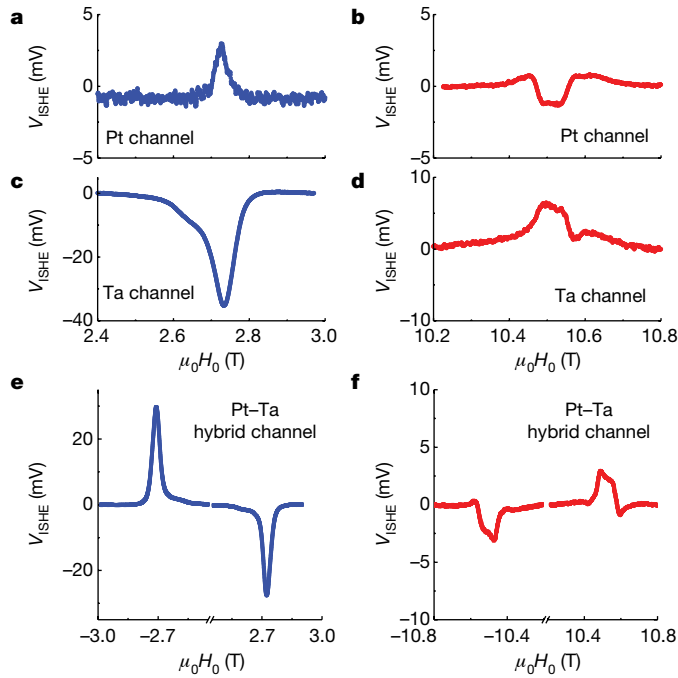 a
5
0
−5
V_ISHE (mV)
Pt channel
b
5
0
−5
V_ISHE (mV)
Pt channel
c
0
−20
−40
V_ISHE (mV)
Ta channel
2.4 2.6 2.8 3.0
μ₀H₀ (T)
d
10
0
−10
V_ISHE (mV)
Ta channel
10.2 10.4 10.6 10.8
μ₀H₀ (T)
e
20
0
−20
V_ISHE (mV)
Pt–Ta
hybrid channel
−3.0 −2.7 2.7 3.0
μ₀H₀ (T)
f
10
5
0
−5
−10
V_ISHE (mV)
Pt–Ta
hybrid channel
−10.8 −10.4 10.4 10.8
μ₀H₀ (T)